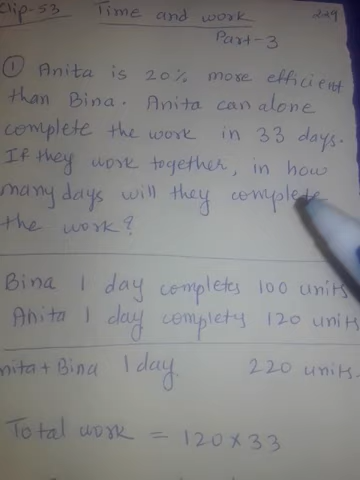 Clip-53 Time and work 229
Part-3
① Anita is 20% more efficient
than Bina. Anita can alone
complete the work in 33 days.
If they work together, in how
many days will they complete
the work?
Bina 1 day completes 100 units
Anita 1 day complety 120 units
nita + Bina 1 day. 220 units.
Total work = 120 × 33